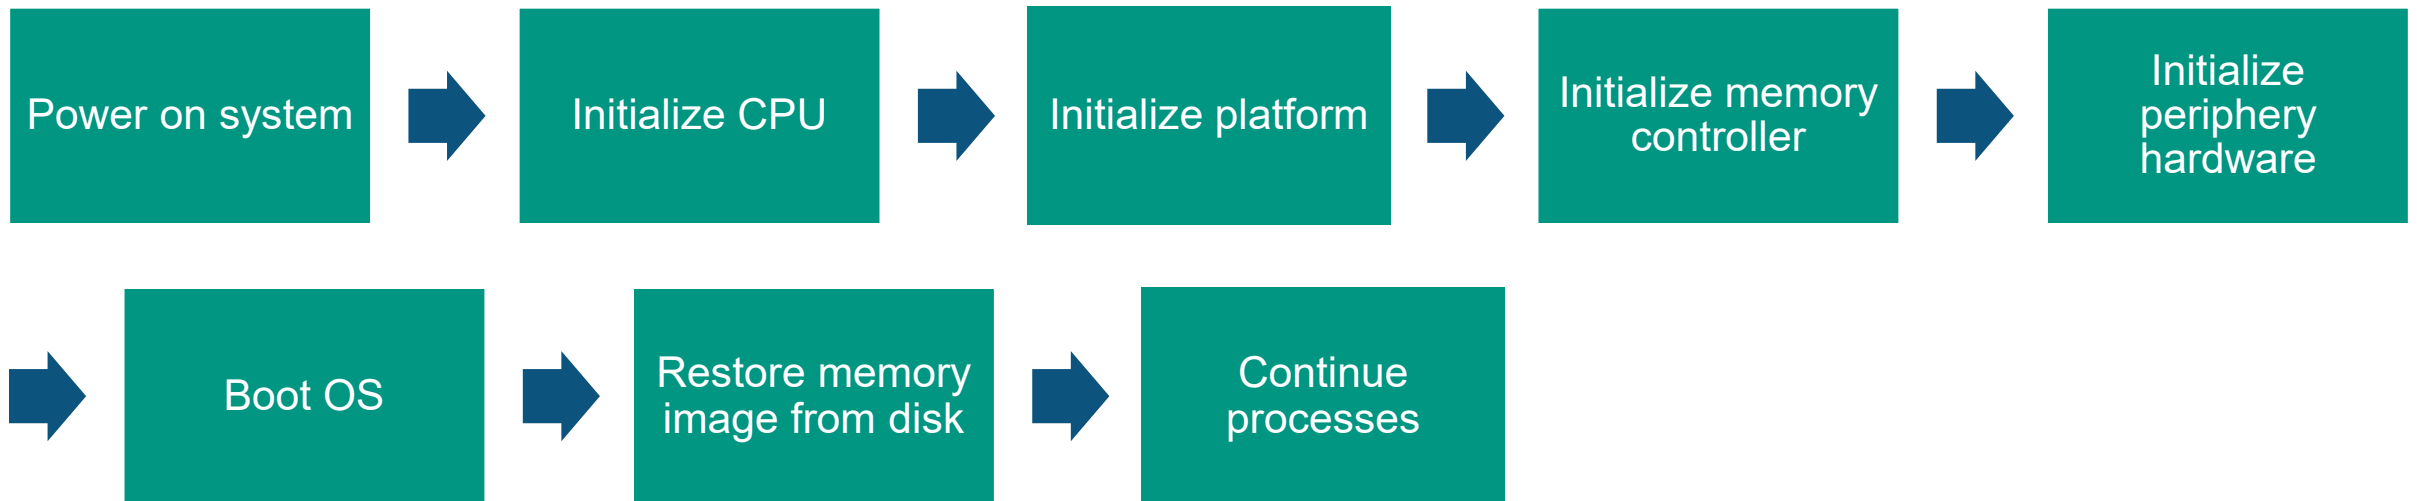 Power on system
Initialize CPU
Initialize platform
Initialize memory
controller
Initialize
periphery
hardware
Boot OS
Restore memory
image from disk
Continue
processes